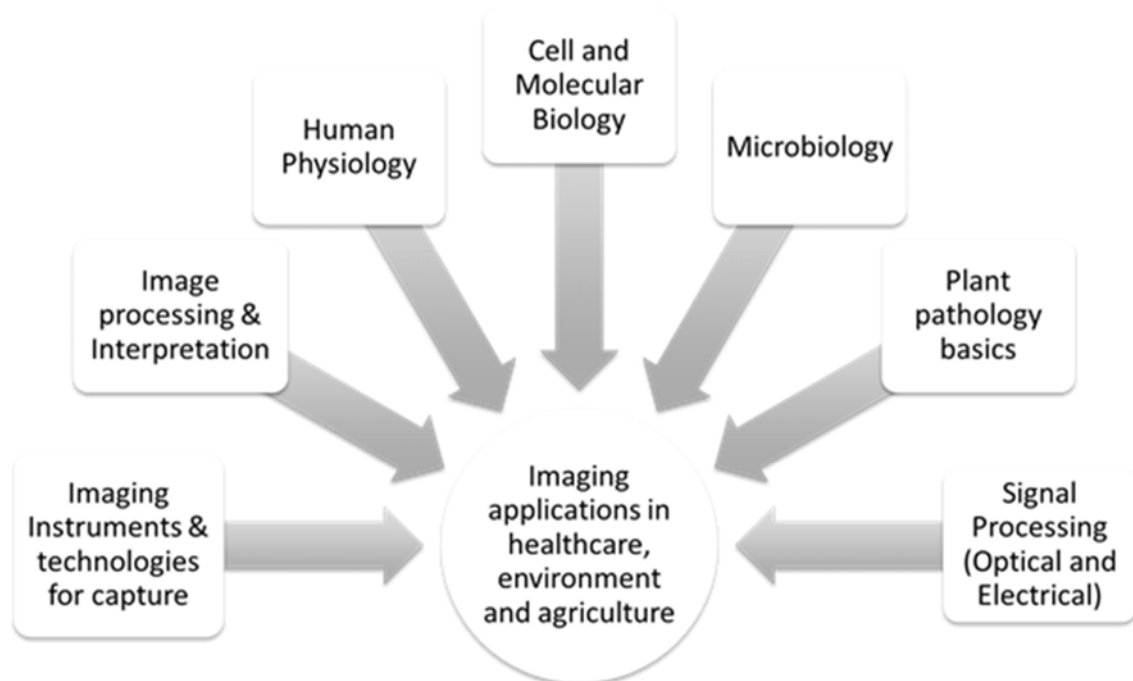 Cell and
Molecular
Biology
Human
Physiology
Microbiology
Image
processing &
Interpretation
Plant
pathology
basics
Imaging
Instruments &
technologies
for capture
Imaging
applications in
healthcare,
environment
and agriculture
Signal
Processing
(Optical and
Electrical)